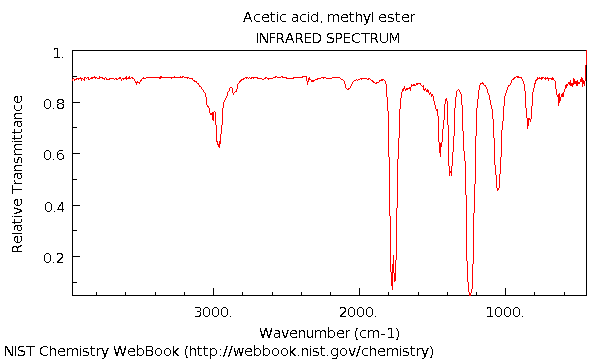 Acetic acid, methyl ester
INFRARED SPECTRUM
1.
0.8
0.6
0.4
0.2
Relative Transmittance
3000. 2000. 1000.
Wavenumber (cm-1)
NIST Chemistry WebBook (http://webbook.nist.gov/chemistry)